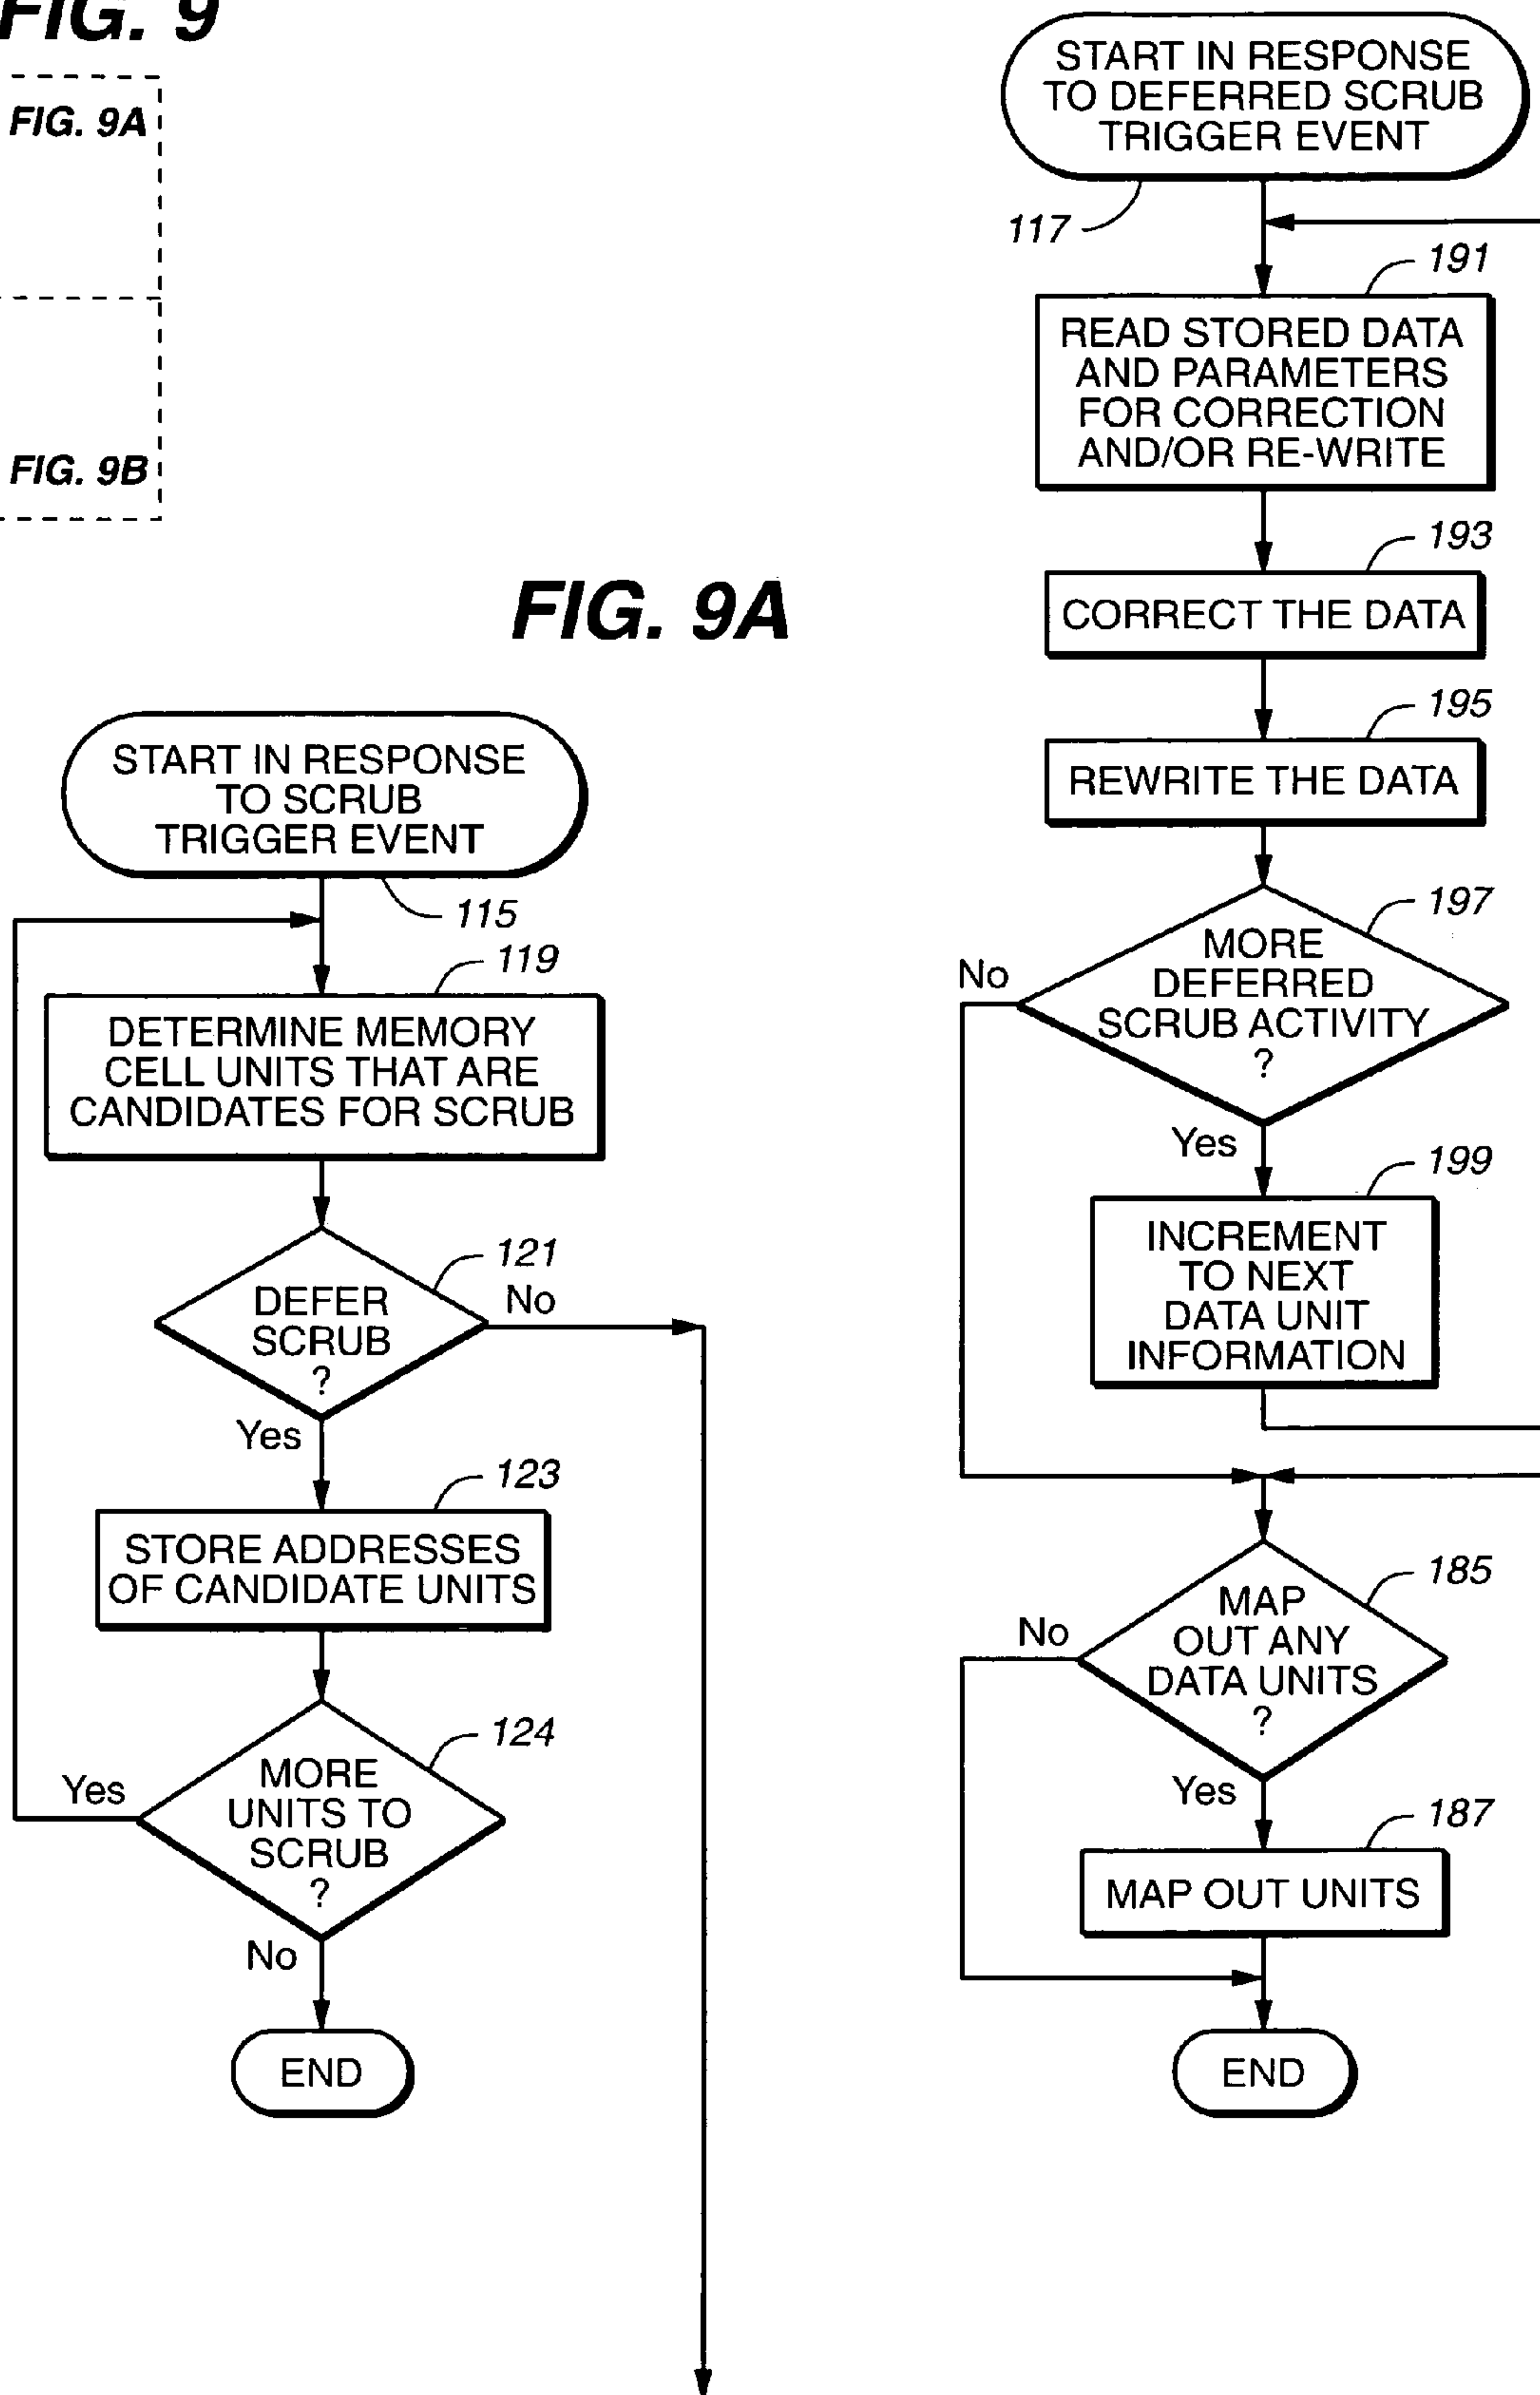 FIG. 9
FIG. 9A
FIG. 9B
FIG. 9A
START IN RESPONSE
TO SCRUB
TRIGGER EVENT
115
119
DETERMINE MEMORY
CELL UNITS THAT ARE
CANDIDATES FOR SCRUB
121
DEFER
SCRUB
?
No
Yes
123
STORE ADDRESSES
OF CANDIDATE UNITS
124
MORE
UNITS TO
SCRUB
?
Yes
No
END
START IN RESPONSE
TO DEFERRED SCRUB
TRIGGER EVENT
117
191
READ STORED DATA
AND PARAMETERS
FOR CORRECTION
AND/OR RE-WRITE
193
CORRECT THE DATA
195
REWRITE THE DATA
197
MORE
DEFERRED
SCRUB ACTIVITY
?
No
Yes
199
INCREMENT
TO NEXT
DATA UNIT
INFORMATION
185
MAP
OUT ANY
DATA UNITS
?
No
Yes
187
MAP OUT UNITS
END